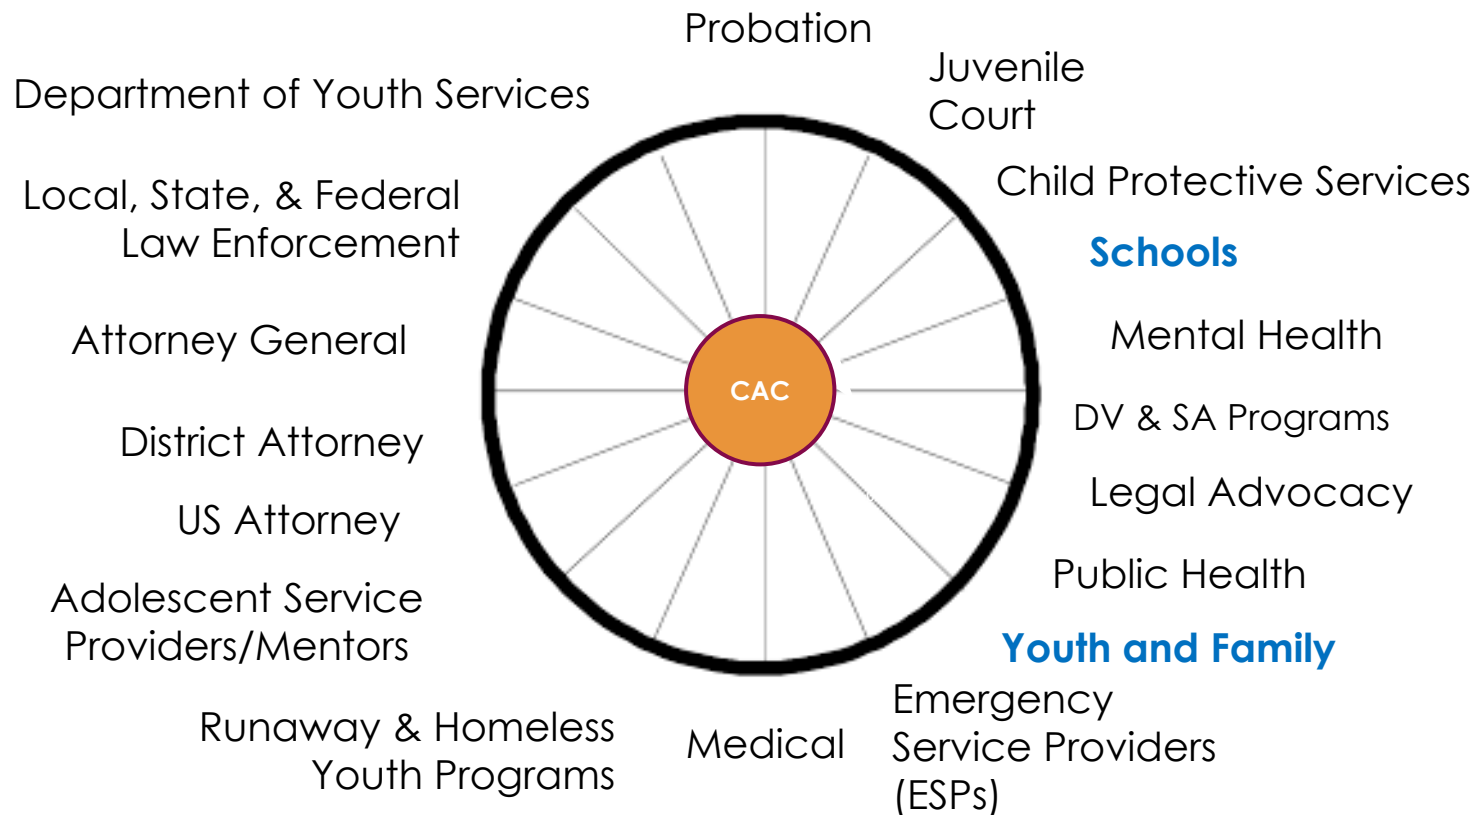 Probation
Juvenile
Court
Department of Youth Services
Child Protective Services
Local, State, & Federal
Law Enforcement
Schools
Attorney General
Mental Health
CAC
DV & SA Programs
District Attorney
Legal Advocacy
US Attorney
Public Health
Adolescent Service
Providers/Mentors
Youth and Family
Runaway & Homeless
Youth Programs
Medical
Emergency
Service Providers
(ESPs)